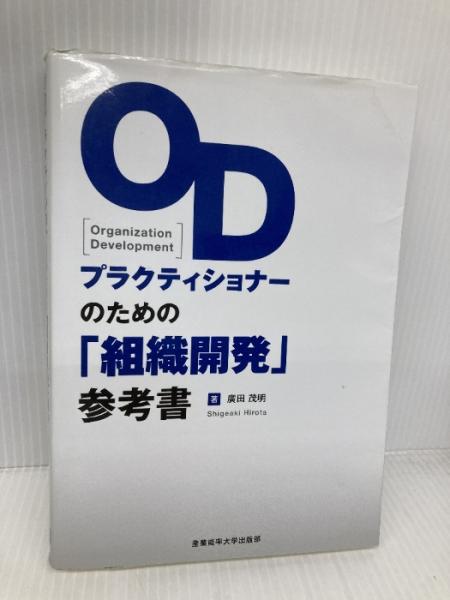 OD
[Organization
Development]
プラクティショナー
のための
「組織開発」
参考書
著 廣田 茂明
Shigeaki Hirota
産業能率大学出版部